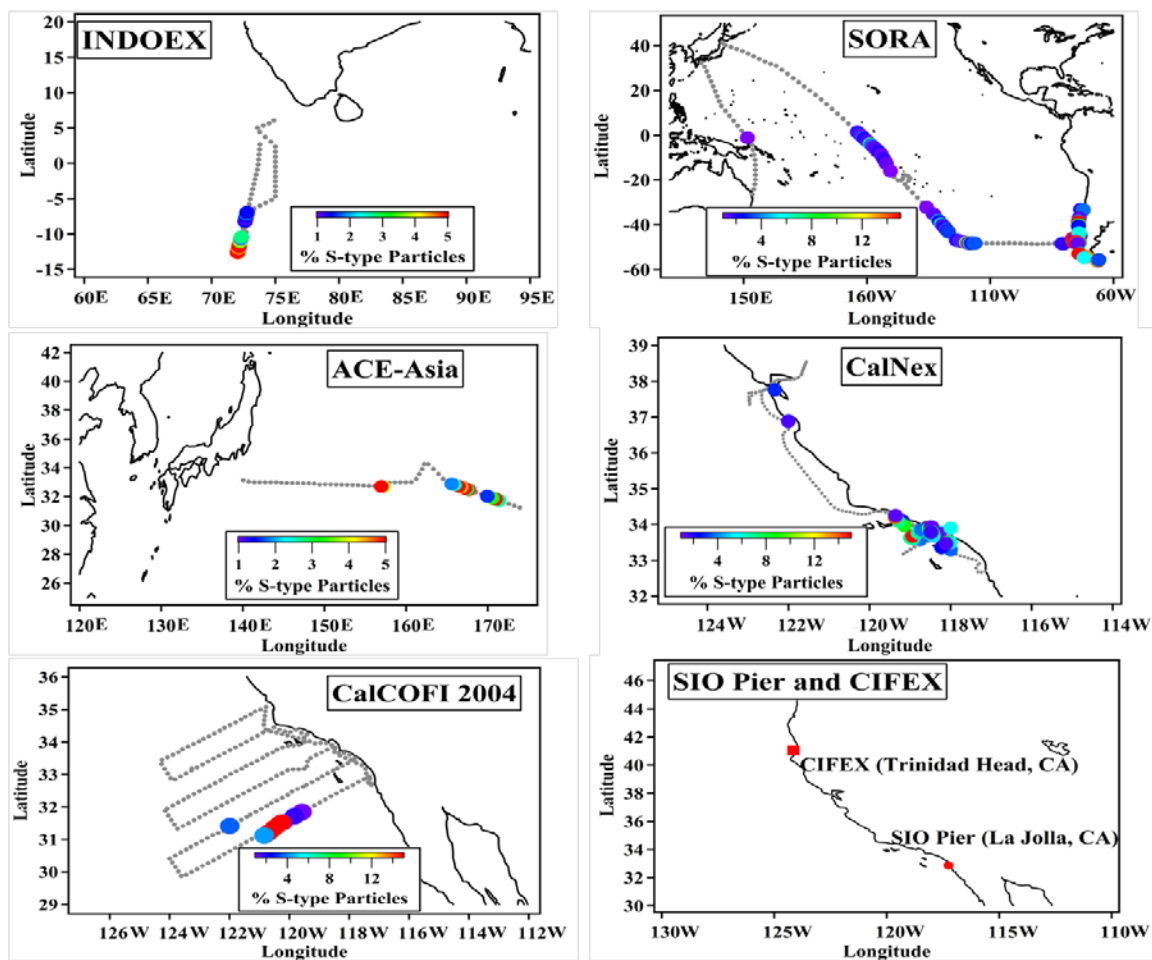 INDOEX
Latitude
20
15
10
5
0
-5
-10
-15
1 2 3 4 5
% S-type Particles
60E 65E 70E 75E 80E 85E 90E 95E
Longitude
SORA
Latitude
40
20
0
-20
-40
-60
4 8 12
% S-type Particles
150E 160W 110W 60W
Longitude
ACE-Asia
Latitude
42
40
38
36
34
32
30
28
26
1 2 3 4 5
% S-type Particles
120E 130E 140E 150E 160E 170E
Longitude
CalNex
Latitude
39
38
37
36
35
34
33
32
4 8 12
% S-type Particles
124W 122W 120W 118W 116W 114W
Longitude
CalCOFI 2004
Latitude
36
35
34
33
32
31
30
29
4 8 12
% S-type Particles
126W 124W 122W 120W 118W 116W 114W 112W
Longitude
SIO Pier and CIFEX
Latitude
46
44
42
40
38
36
34
32
30
CIFEX (Trinidad Head, CA)
SIO Pier (La Jolla, CA)
130W 125W 120W 115W 110W
Longitude